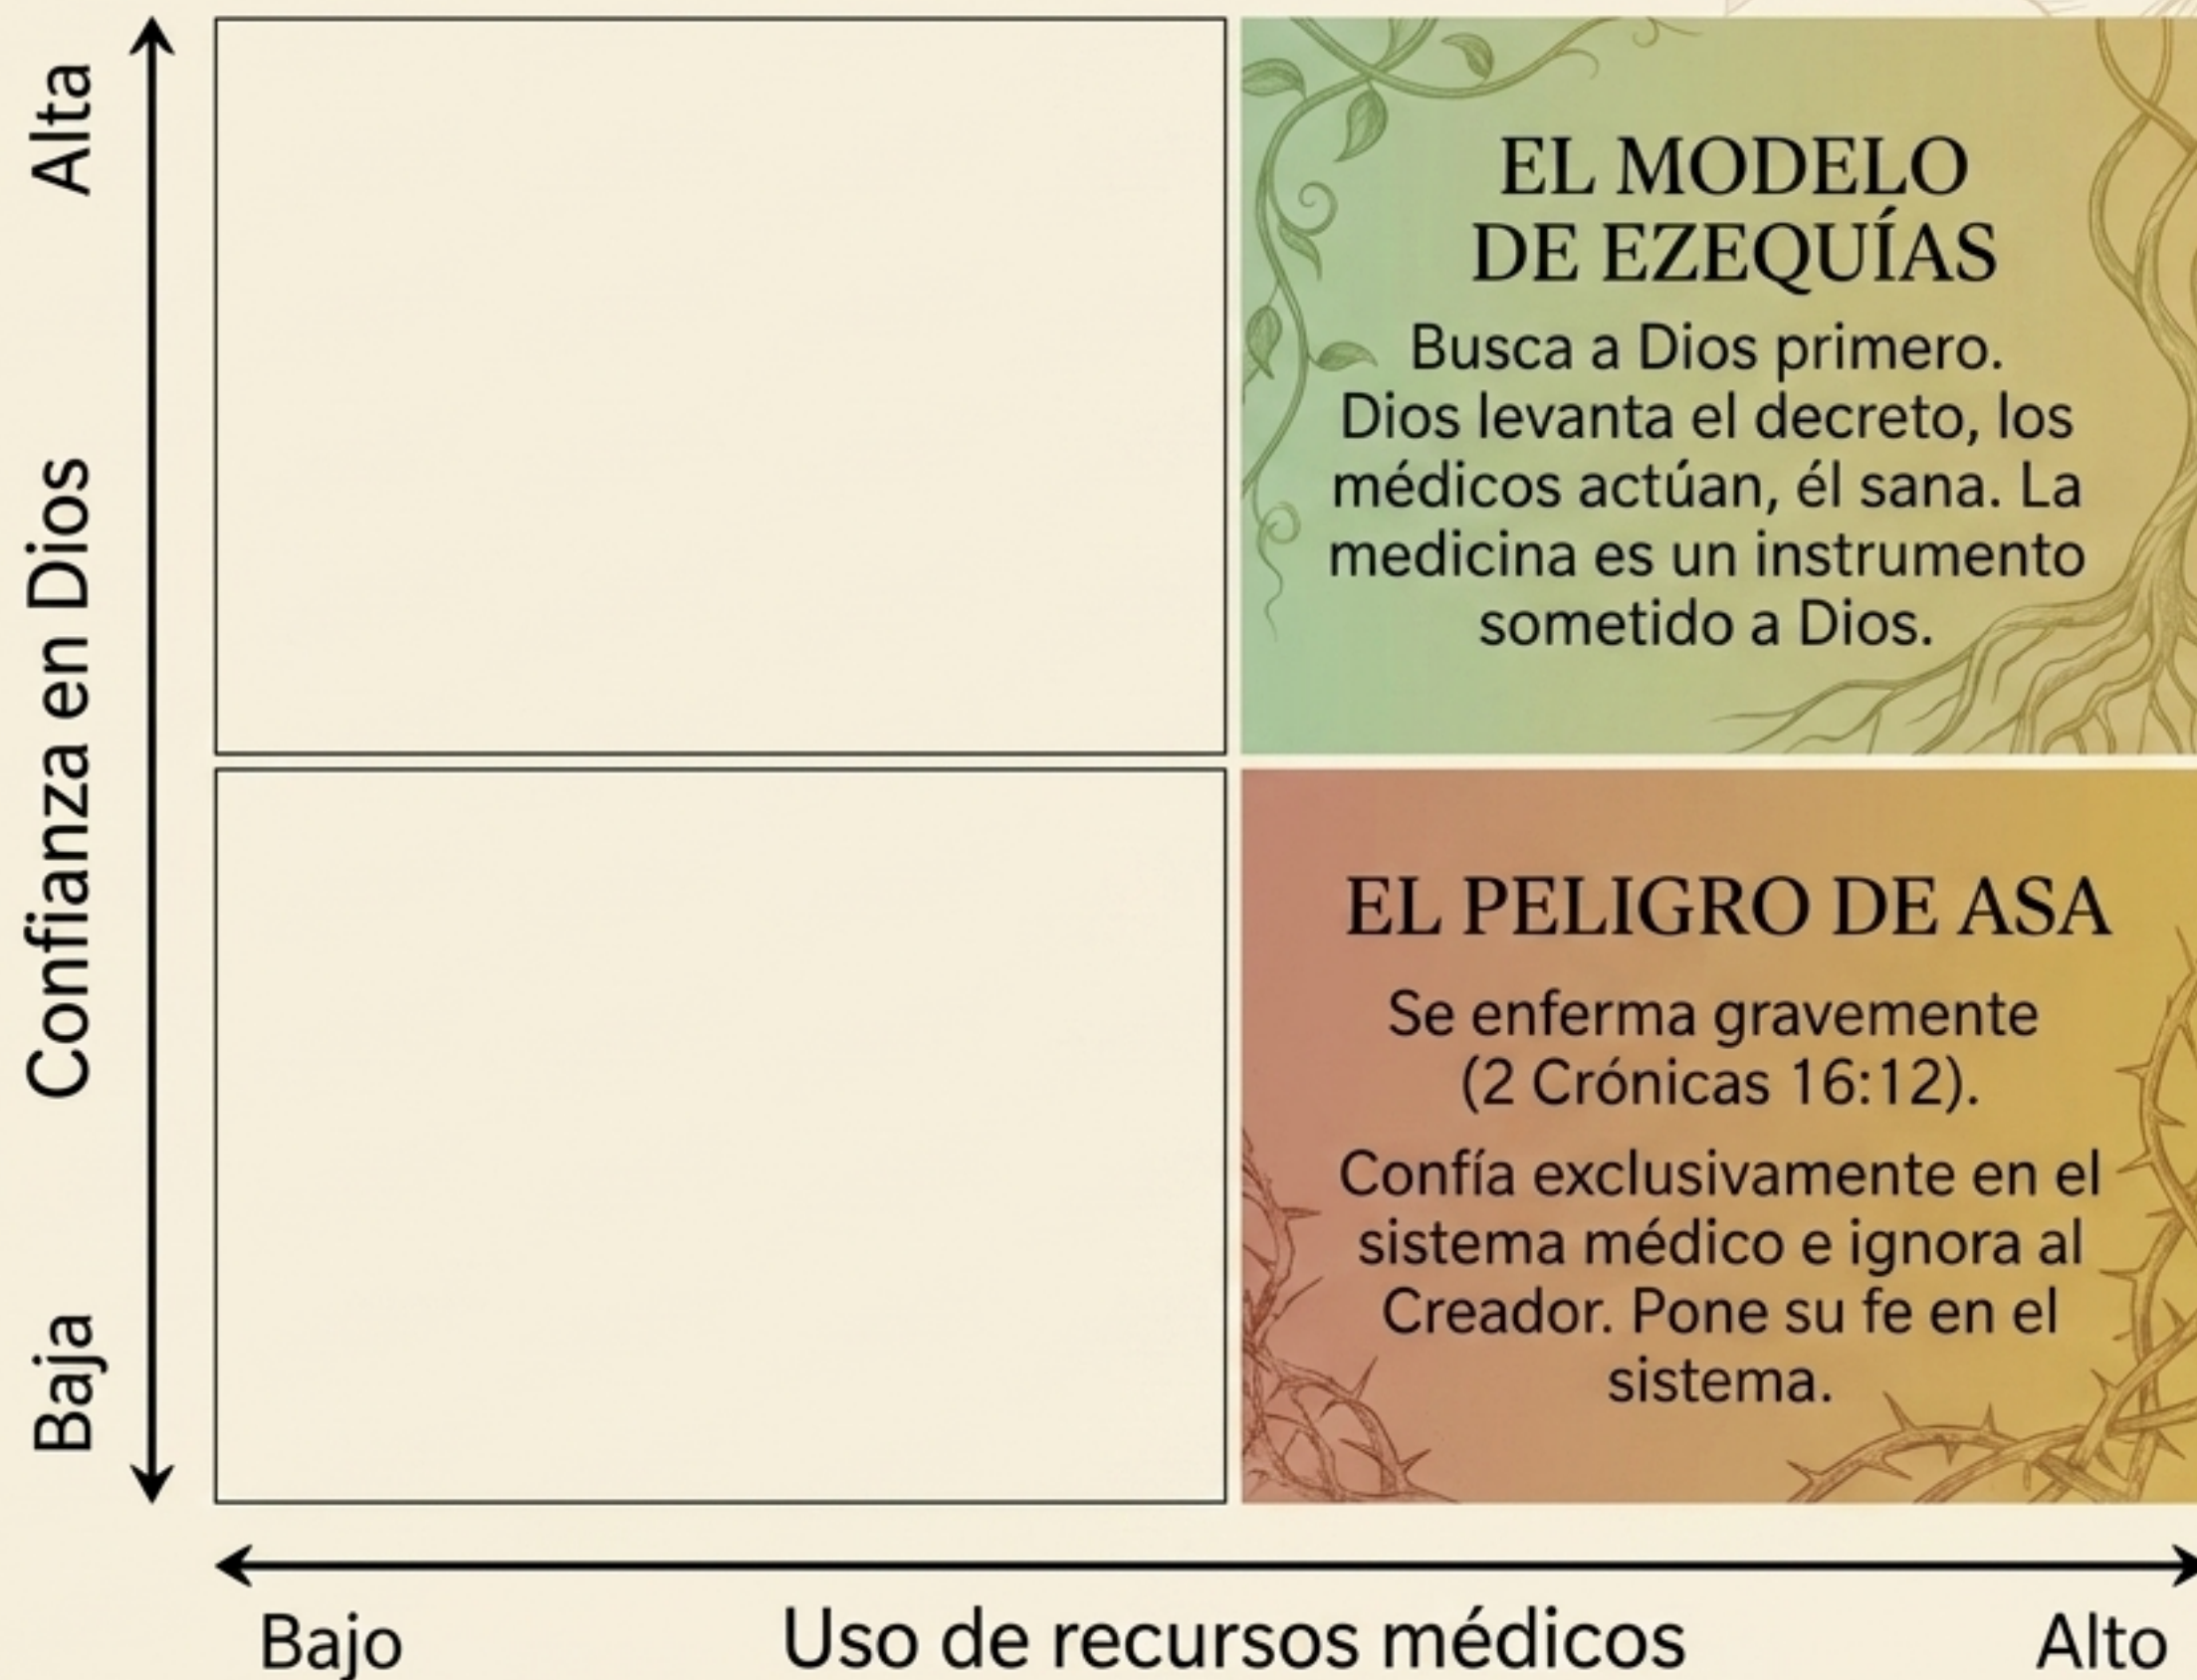 Alta
Confianza en Dios
Baja
EL MODELO
DE EZEQUÍAS
Busca a Dios primero.
Dios levanta el decreto, los
médicos actúan, él sana. La
medicina es un instrumento
sometido a Dios.
EL PELIGRO DE ASA
Se enferma gravemente
(2 Crónicas 16:12).
Confía exclusivamente en el
sistema médico e ignora al
Creador. Pone su fe en el
sistema.
Bajo
Uso de recursos médicos
Alto